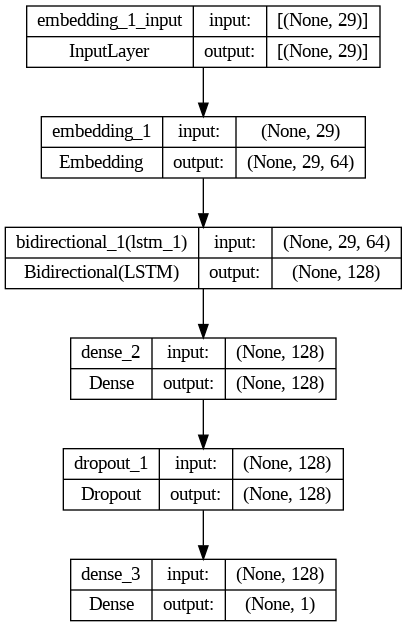 embedding_1_input input: [(None, 29)]
InputLayer output: [(None, 29)]
embedding_1 input: (None, 29)
Embedding output: (None, 29, 64)
bidirectional_1(lstm_1) input: (None, 29, 64)
Bidirectional(LSTM) output: (None, 128)
dense_2 input: (None, 128)
Dense output: (None, 128)
dropout_1 input: (None, 128)
Dropout output: (None, 128)
dense_3 input: (None, 128)
Dense output: (None, 1)